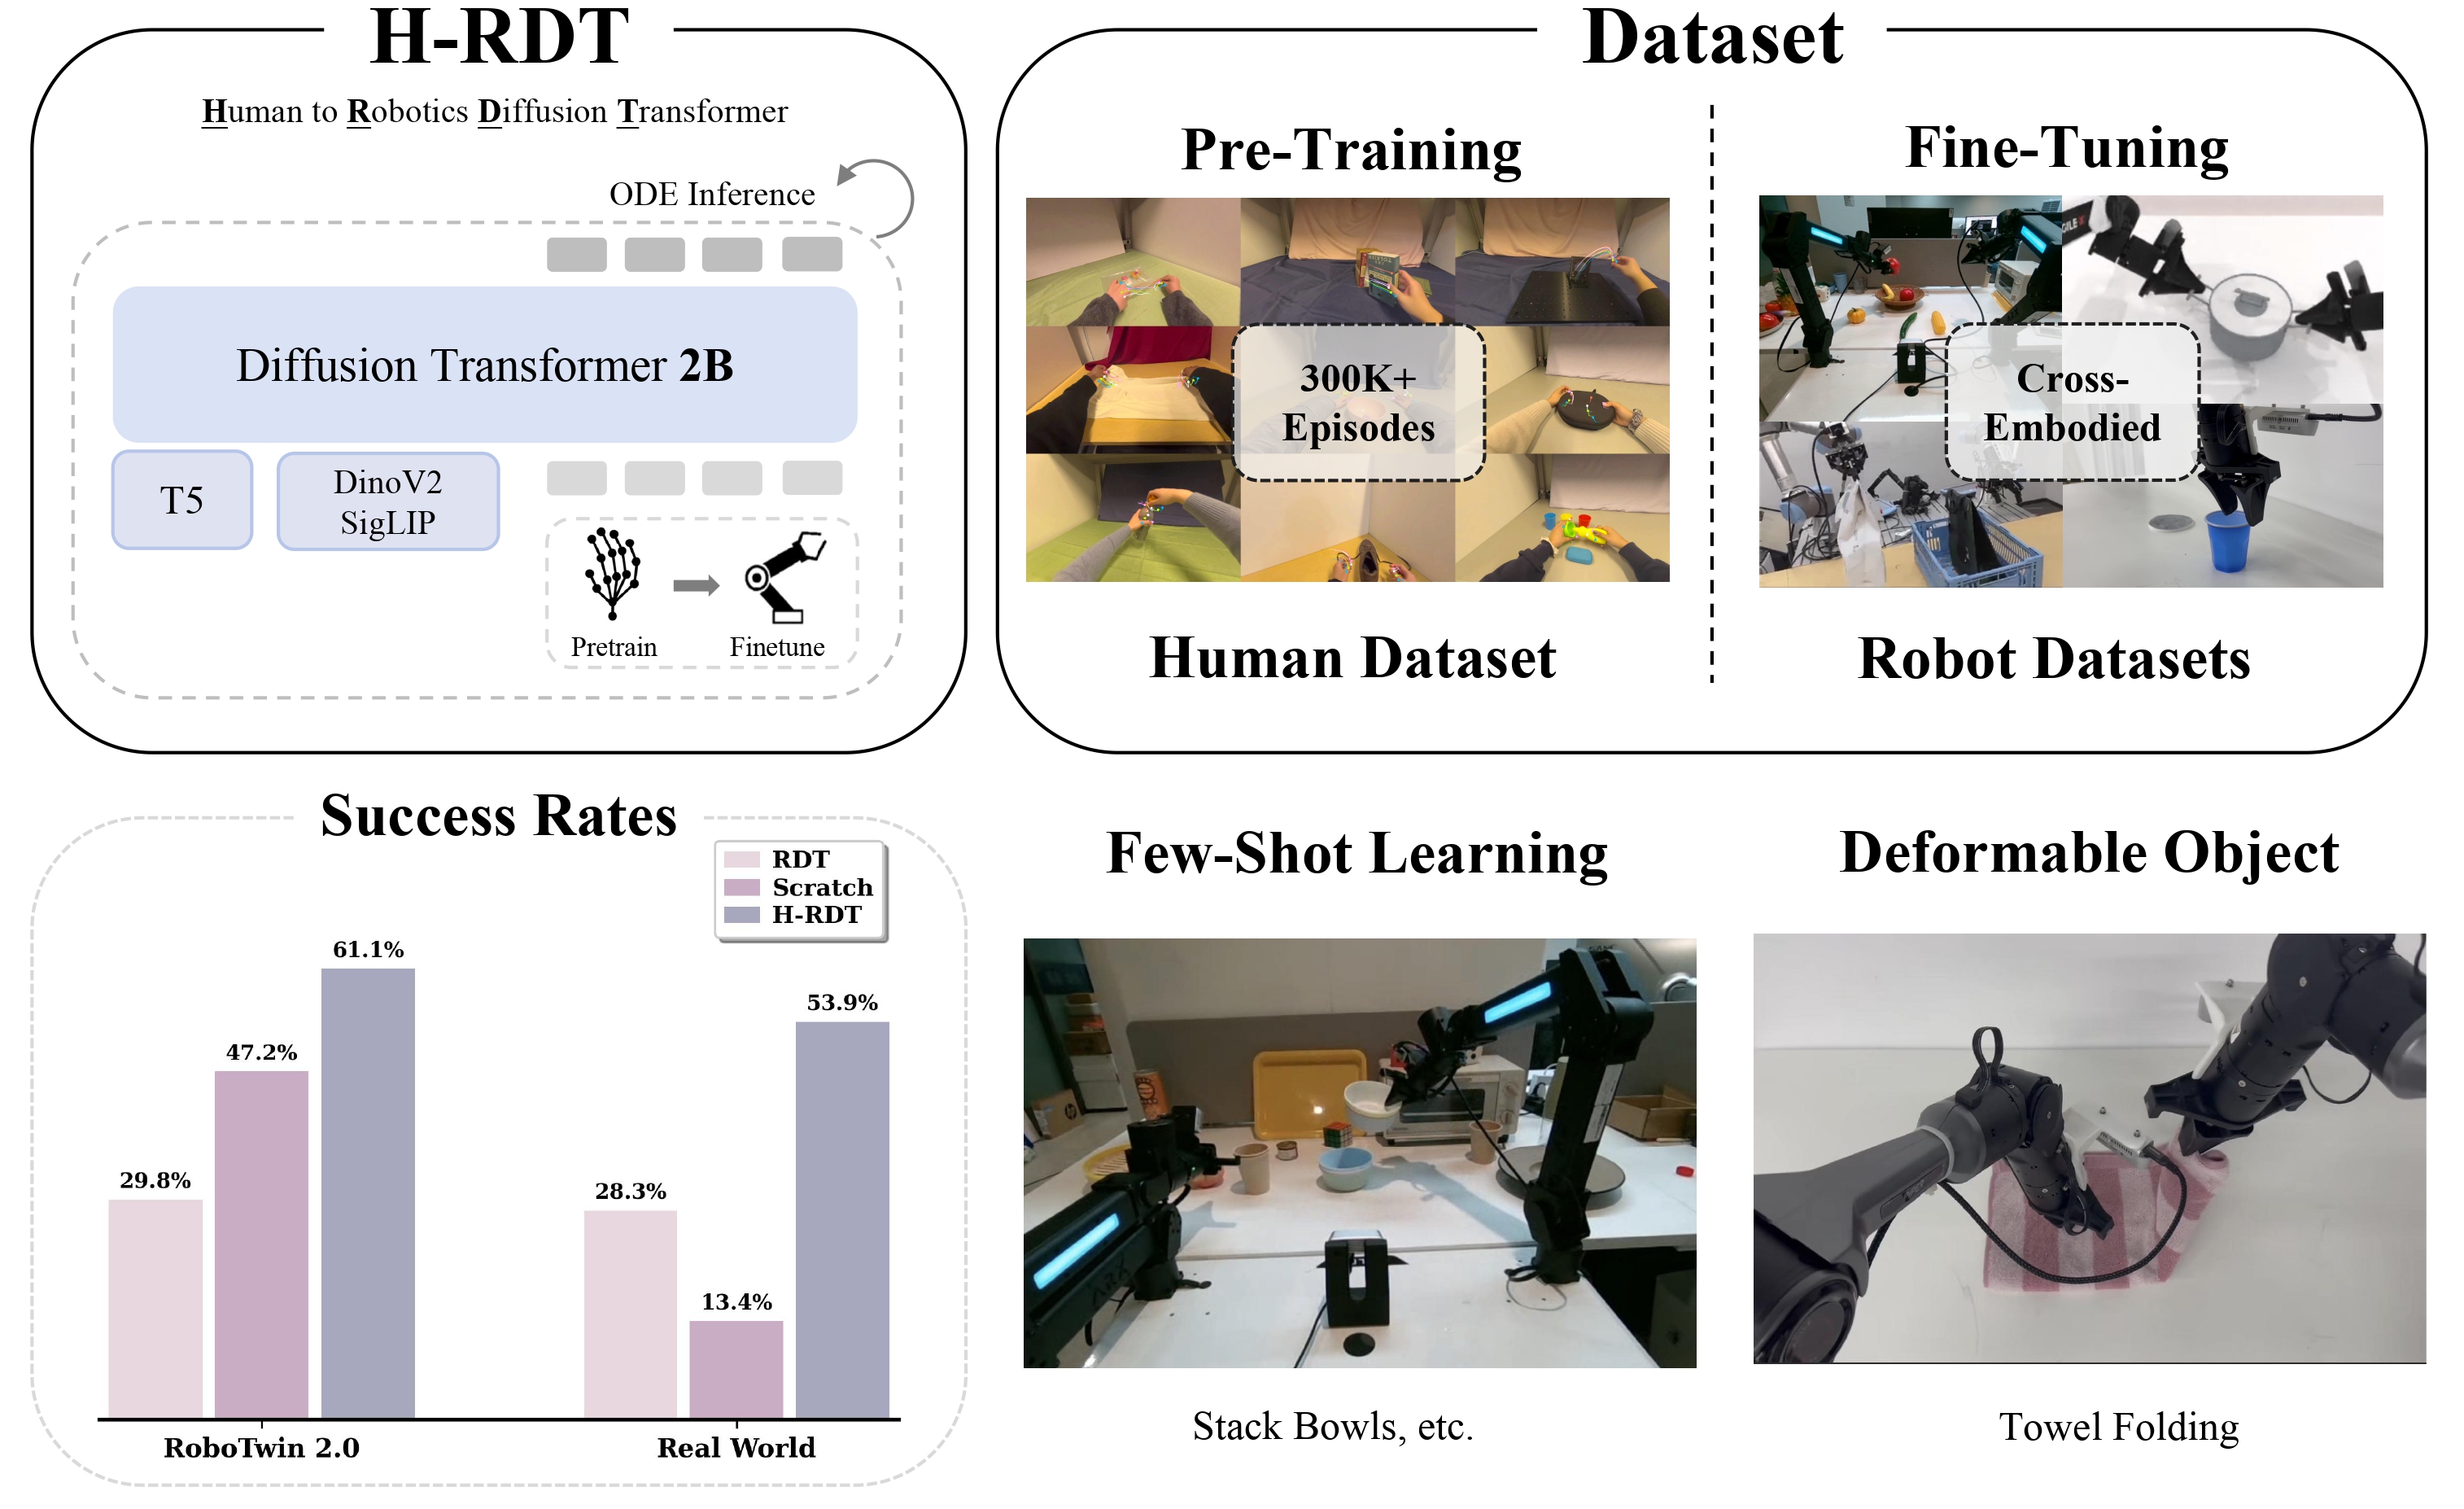 H-RDT
Human to Robotics Diffusion Transformer
ODE Inference
Diffusion Transformer 2B
T5
DinoV2
SigLIP
Pretrain
Finetune
Dataset
Pre-Training
300K+
Episodes
Human Dataset
Fine-Tuning
Cross-
Embodied
Robot Datasets
Success Rates
RDT
Scratch
H-RDT
29.8%
47.2%
61.1%
28.3%
13.4%
53.9%
RoboTwin 2.0
Real World
Few-Shot Learning
Stack Bowls, etc.
Deformable Object
Towel Folding